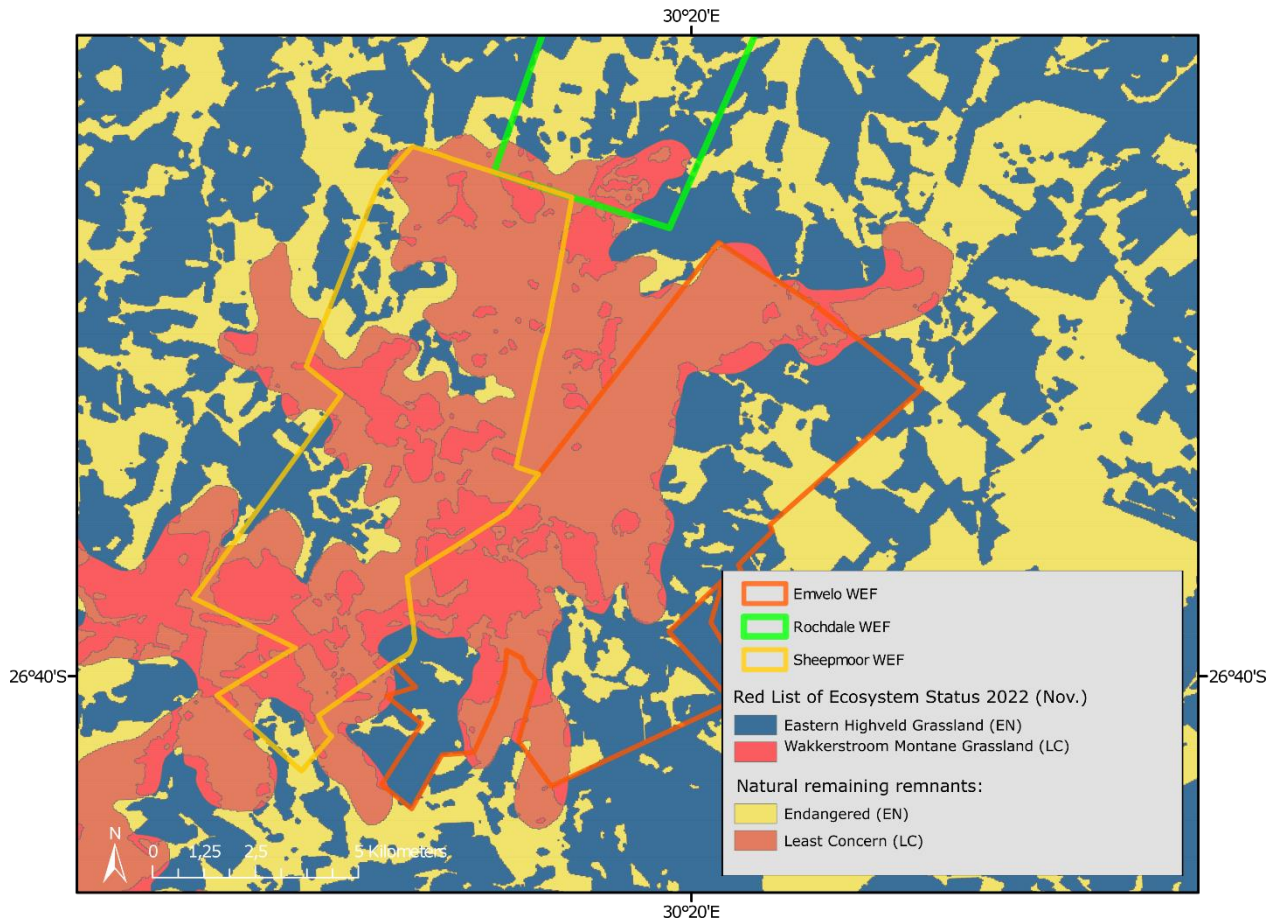 30°20'E
Emvelo WEF
Rochdale WEF
Sheepmoor WEF
26°40'S
26°40'S
Red List of Ecosystem Status 2022 (Nov.)
Eastern Highveld Grassland (EN)
Wakkerstroom Montane Grassland (LC)
Natural remaining remnants:
Endangered (EN)
Least Concern (LC)
N
0 1,25 2,5 5 Kilometers
30°20'E